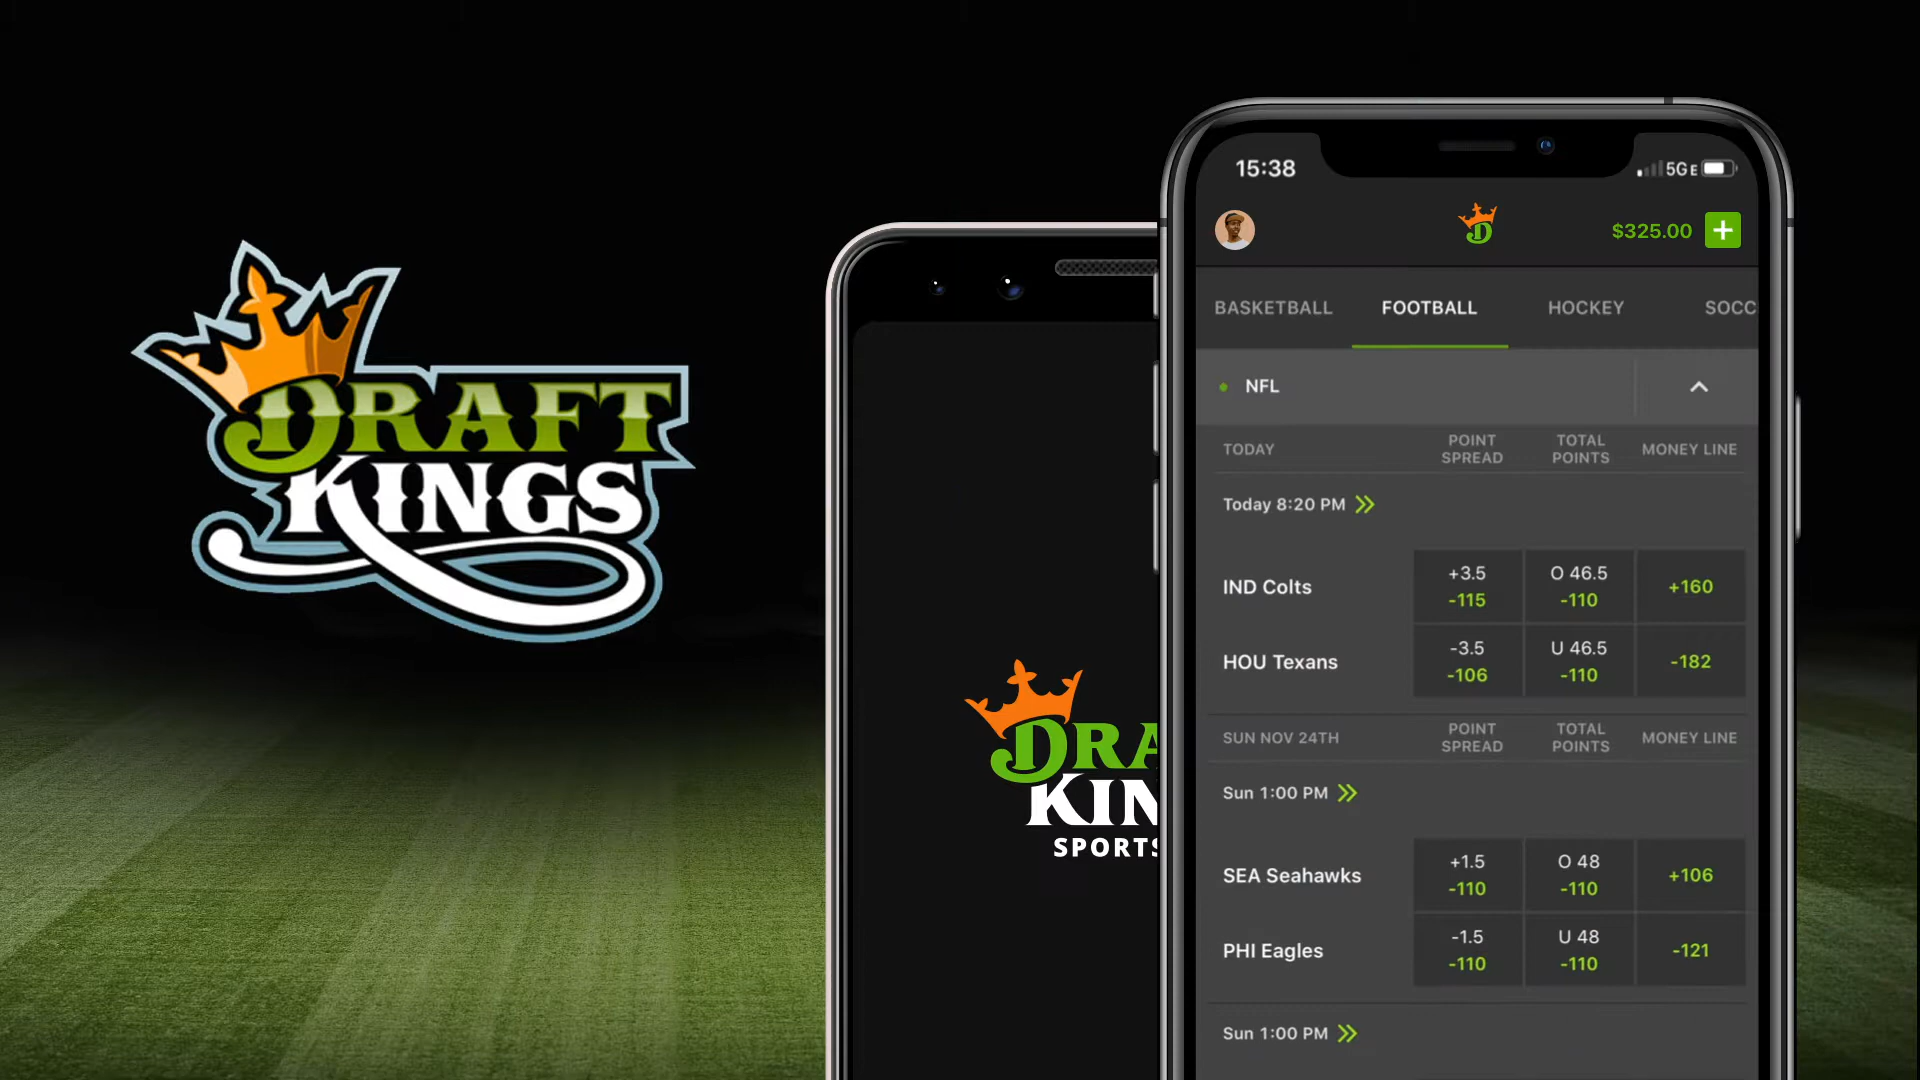 DRAFT
KINGS
DRA
KIN
SPORTS
15:38
5GE
$325.00
BASKETBALL FOOTBALL HOCKEY SOCC
NFL
TODAY POINT SPREAD TOTAL POINTS MONEY LINE
Today 8:20 PM
+3.5 O 46.5
IND Colts +160
-115 -110
-3.5 U 46.5
HOU Texans -182
-106 -110
SUN NOV 24TH POINT SPREAD TOTAL POINTS MONEY LINE
Sun 1:00 PM
+1.5 O 48
SEA Seahawks +106
-110 -110
-1.5 U 48
PHI Eagles -121
-110 -110
Sun 1:00 PM